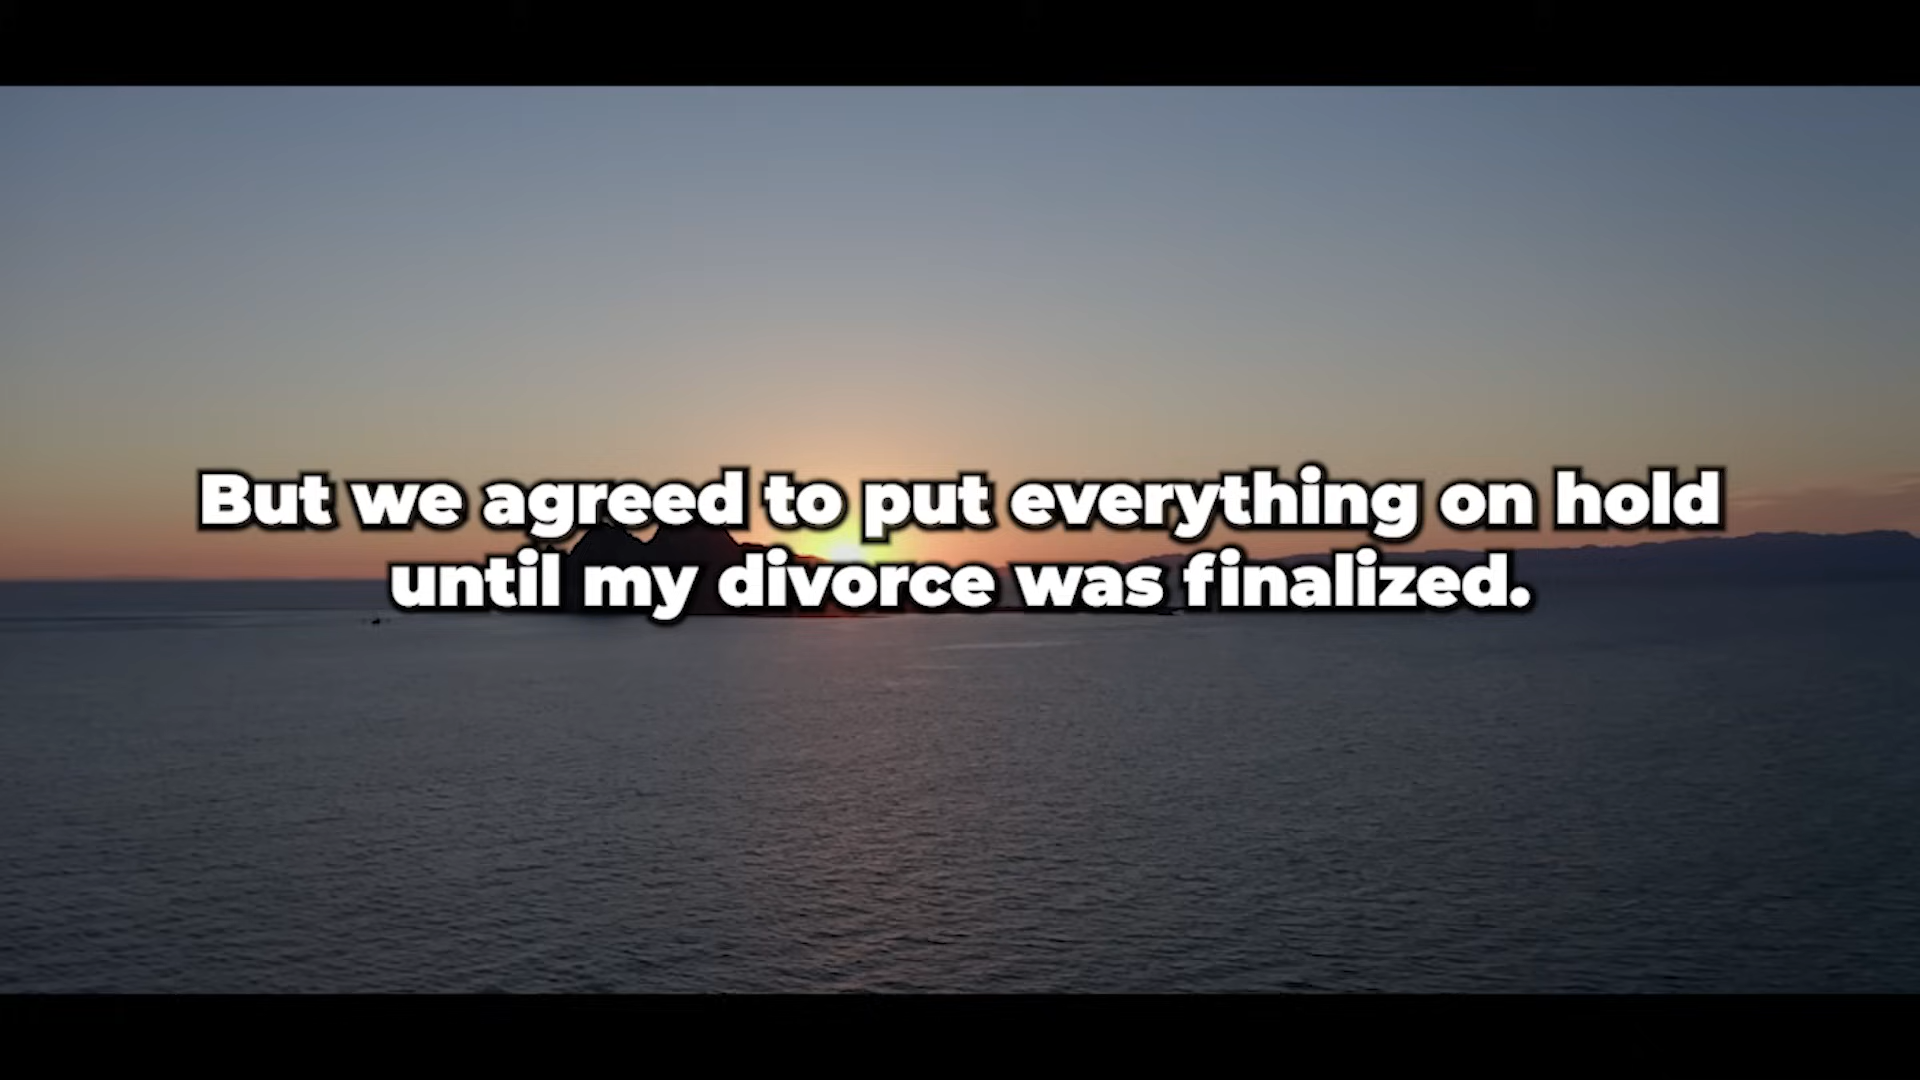 But we agreed to put everything on hold
until my divorce was finalized.